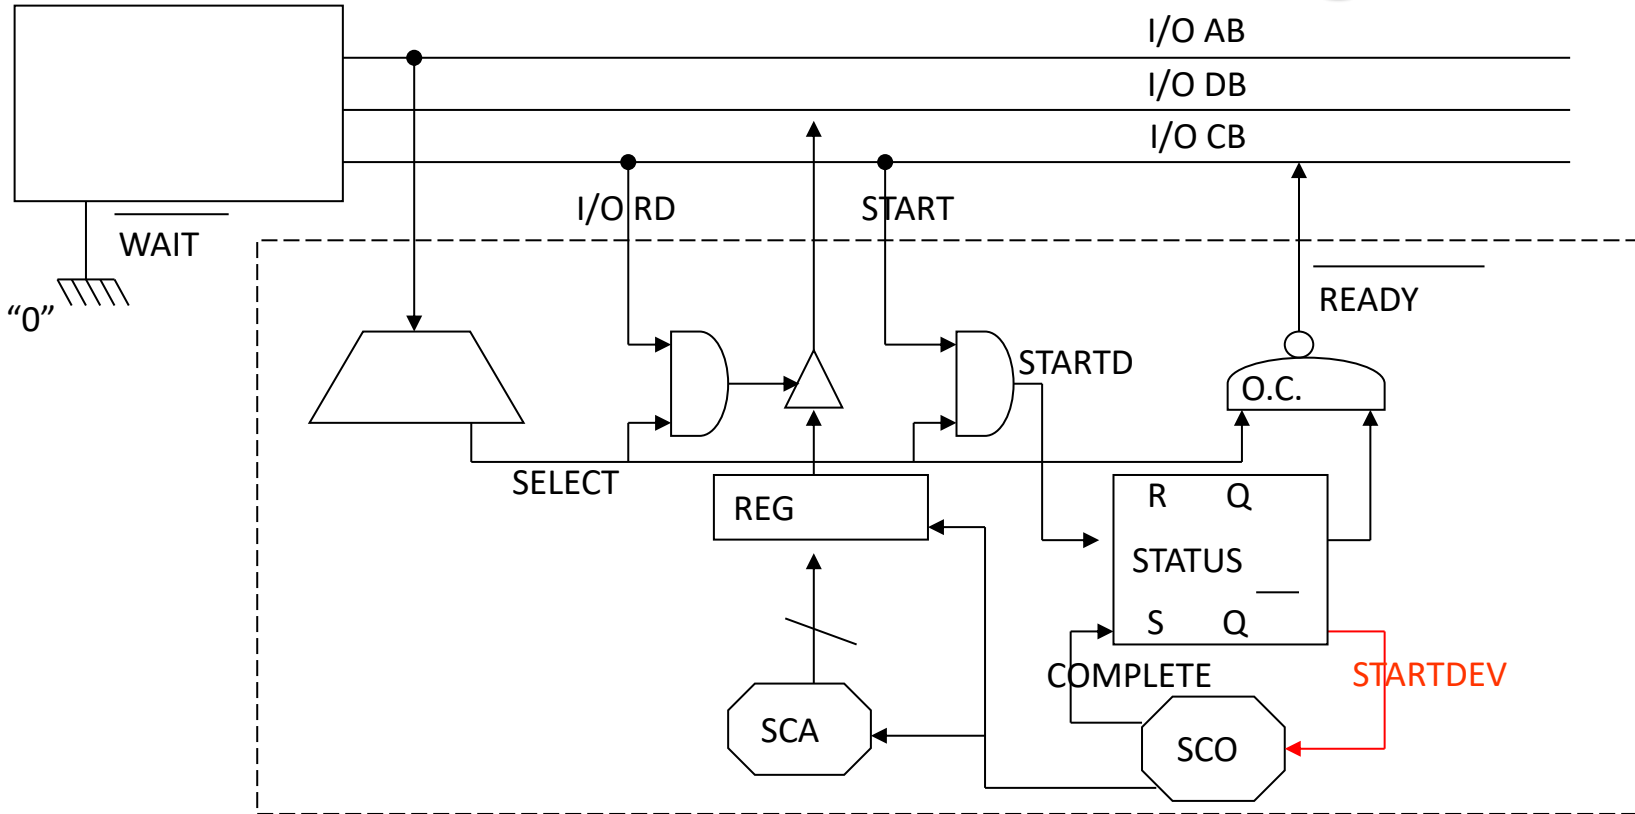 I/O AB
I/O DB
I/O CB
I/O RD
START
WAIT
READY
“0”
STARTD
O.C.
SELECT
R Q
REG
STATUS
S Q
COMPLETE
STARTDEV
SCA
SCO